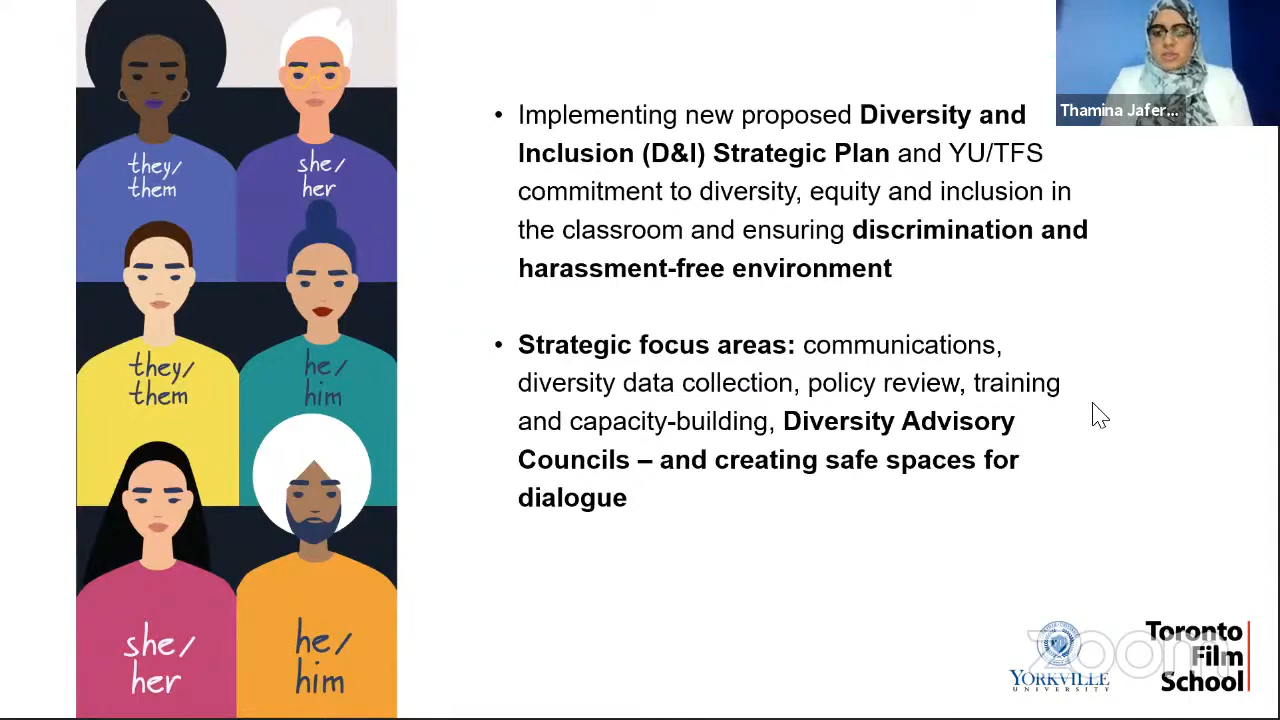 they/
them
she/
her
they/
them
he/
him
she/
her
he/
him
• Implementing new proposed Diversity and
Inclusion (D&I) Strategic Plan and YU/TFS
commitment to diversity, equity and inclusion in
the classroom and ensuring discrimination and
harassment-free environment
• Strategic focus areas: communications,
diversity data collection, policy review, training
and capacity-building, Diversity Advisory
Councils – and creating safe spaces for
dialogue
Thamina Jafer...
YORKVILLE
UNIVERSITY
zoom
Toronto
Film
School